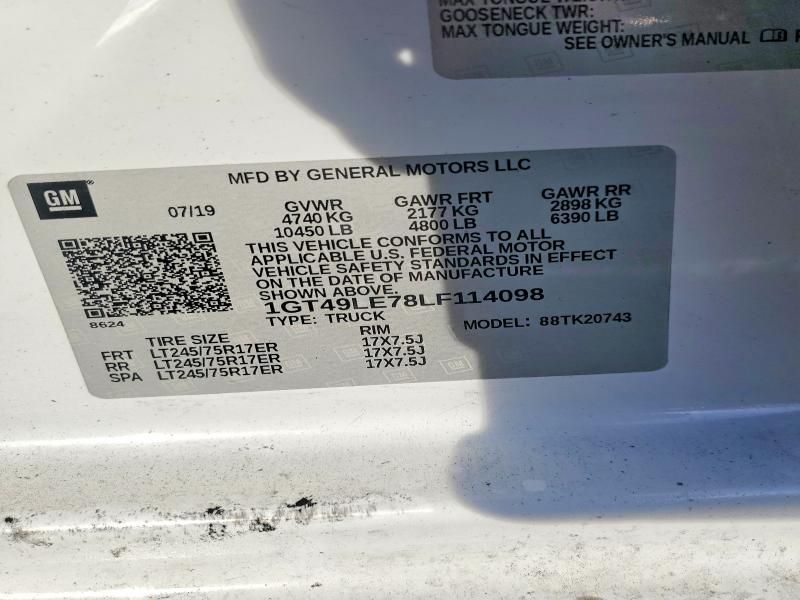 MAX TONGUE WEIGHT:
GOOSENECK TWR:
MAX TONGUE WEIGHT:
SEE OWNER'S MANUAL
GM
MFD BY GENERAL MOTORS LLC
07/19
GVWR GAWR FRT GAWR RR
4740 KG 2177 KG 2898 KG
10450 LB 4800 LB 6390 LB
THIS VEHICLE CONFORMS TO ALL
APPLICABLE U.S. FEDERAL MOTOR
VEHICLE SAFETY STANDARDS IN EFFECT
ON THE DATE OF MANUFACTURE
SHOWN ABOVE.
1GT49LE78LF114098
8624
TYPE: TRUCK MODEL: 88TK20743
TIRE SIZE RIM
FRT LT245/75R17ER 17X7.5J
RR LT245/75R17ER 17X7.5J
SPA LT245/75R17ER 17X7.5J